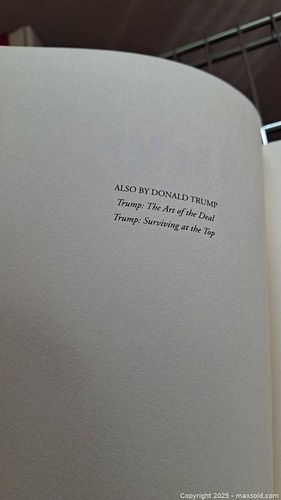 ALSO BY DONALD TRUMP
Trump: The Art of the Deal
Trump: Surviving at the Top
Copyright 2025 - maxsold.com